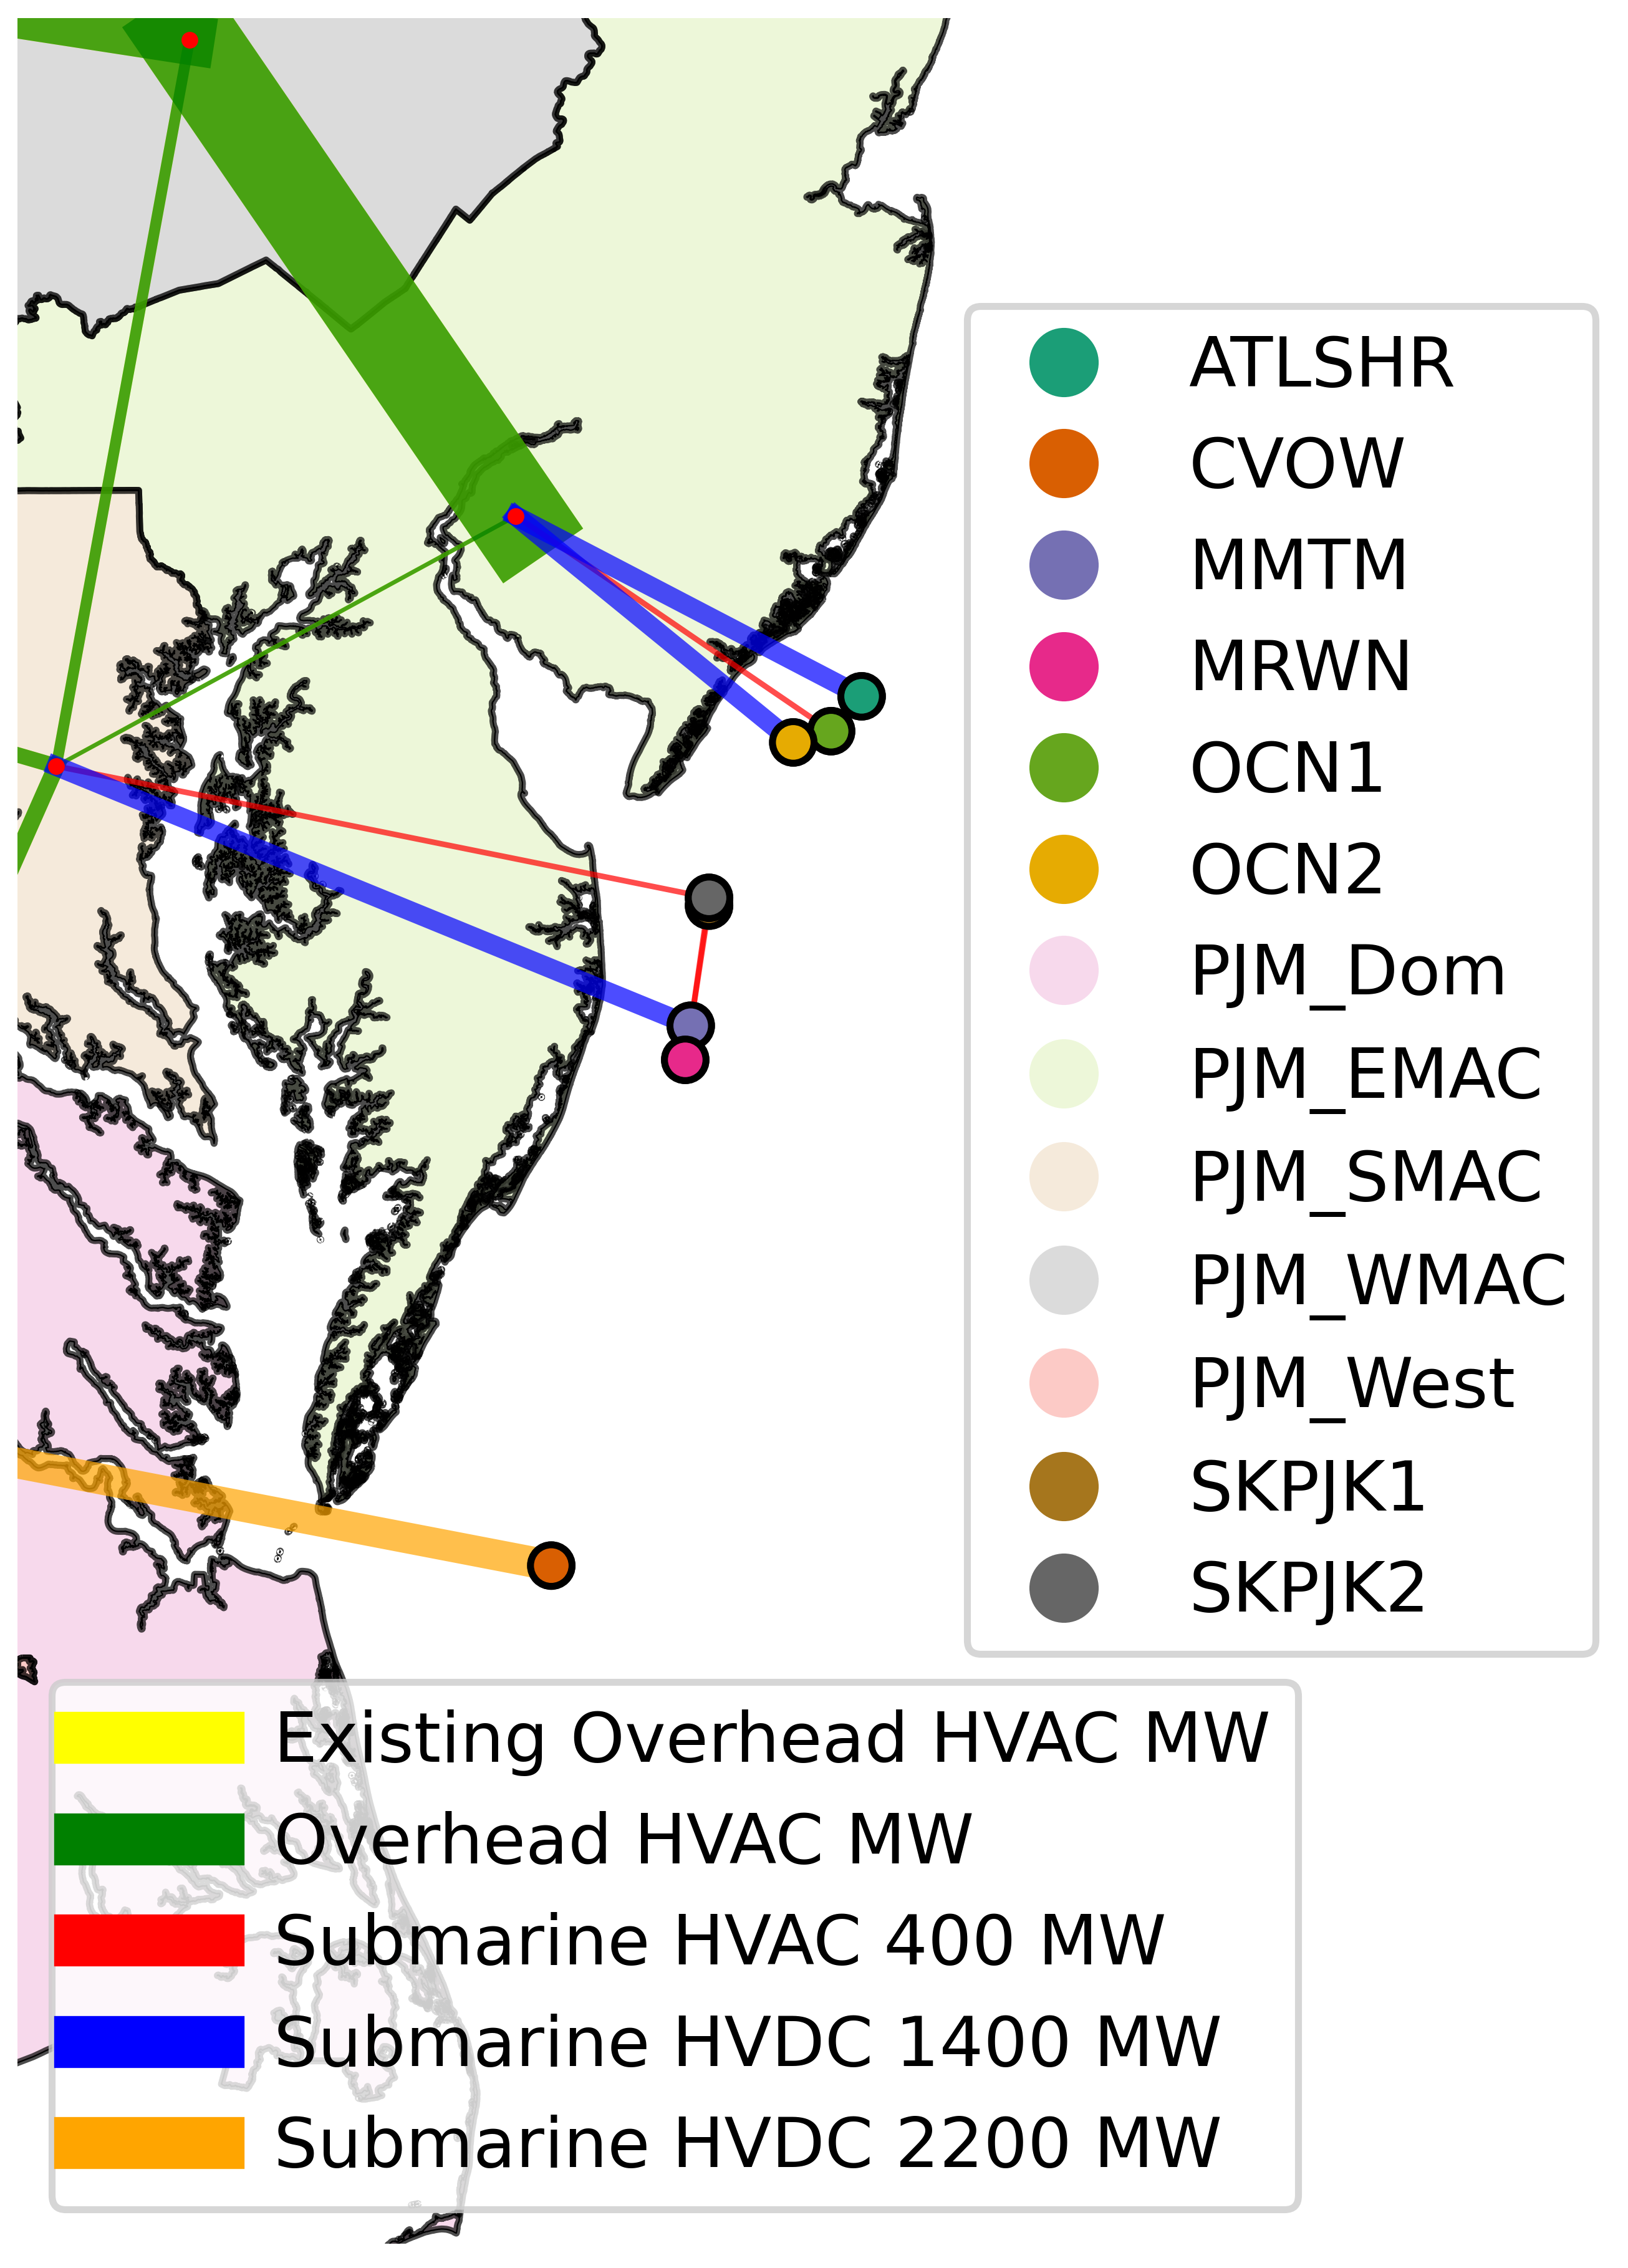 ATLSHR
CVOW
MMTM
MRWN
OCN1
OCN2
PJM_Dom
PJM_EMAC
PJM_SMAC
PJM_WMAC
PJM_West
SKPJK1
SKPJK2
Existing Overhead HVAC MW
Overhead HVAC MW
Submarine HVAC 400 MW
Submarine HVDC 1400 MW
Submarine HVDC 2200 MW